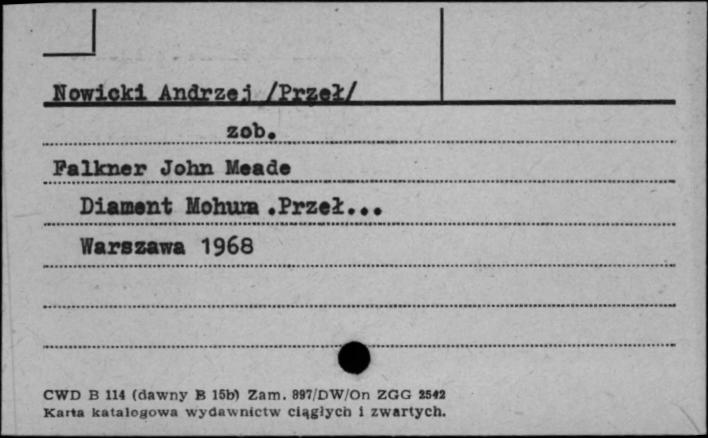 Nowicki Andrzej /Przeł/
zob.
Falkner John Meade
Diament Mohuna .Przeł...
Warszawa 1968
CWD B 114 (dawny B 15b) Zam. 897/DW/On ZGG 2542
Karta katalogowa wydawnictw ciągłych i zwartych.